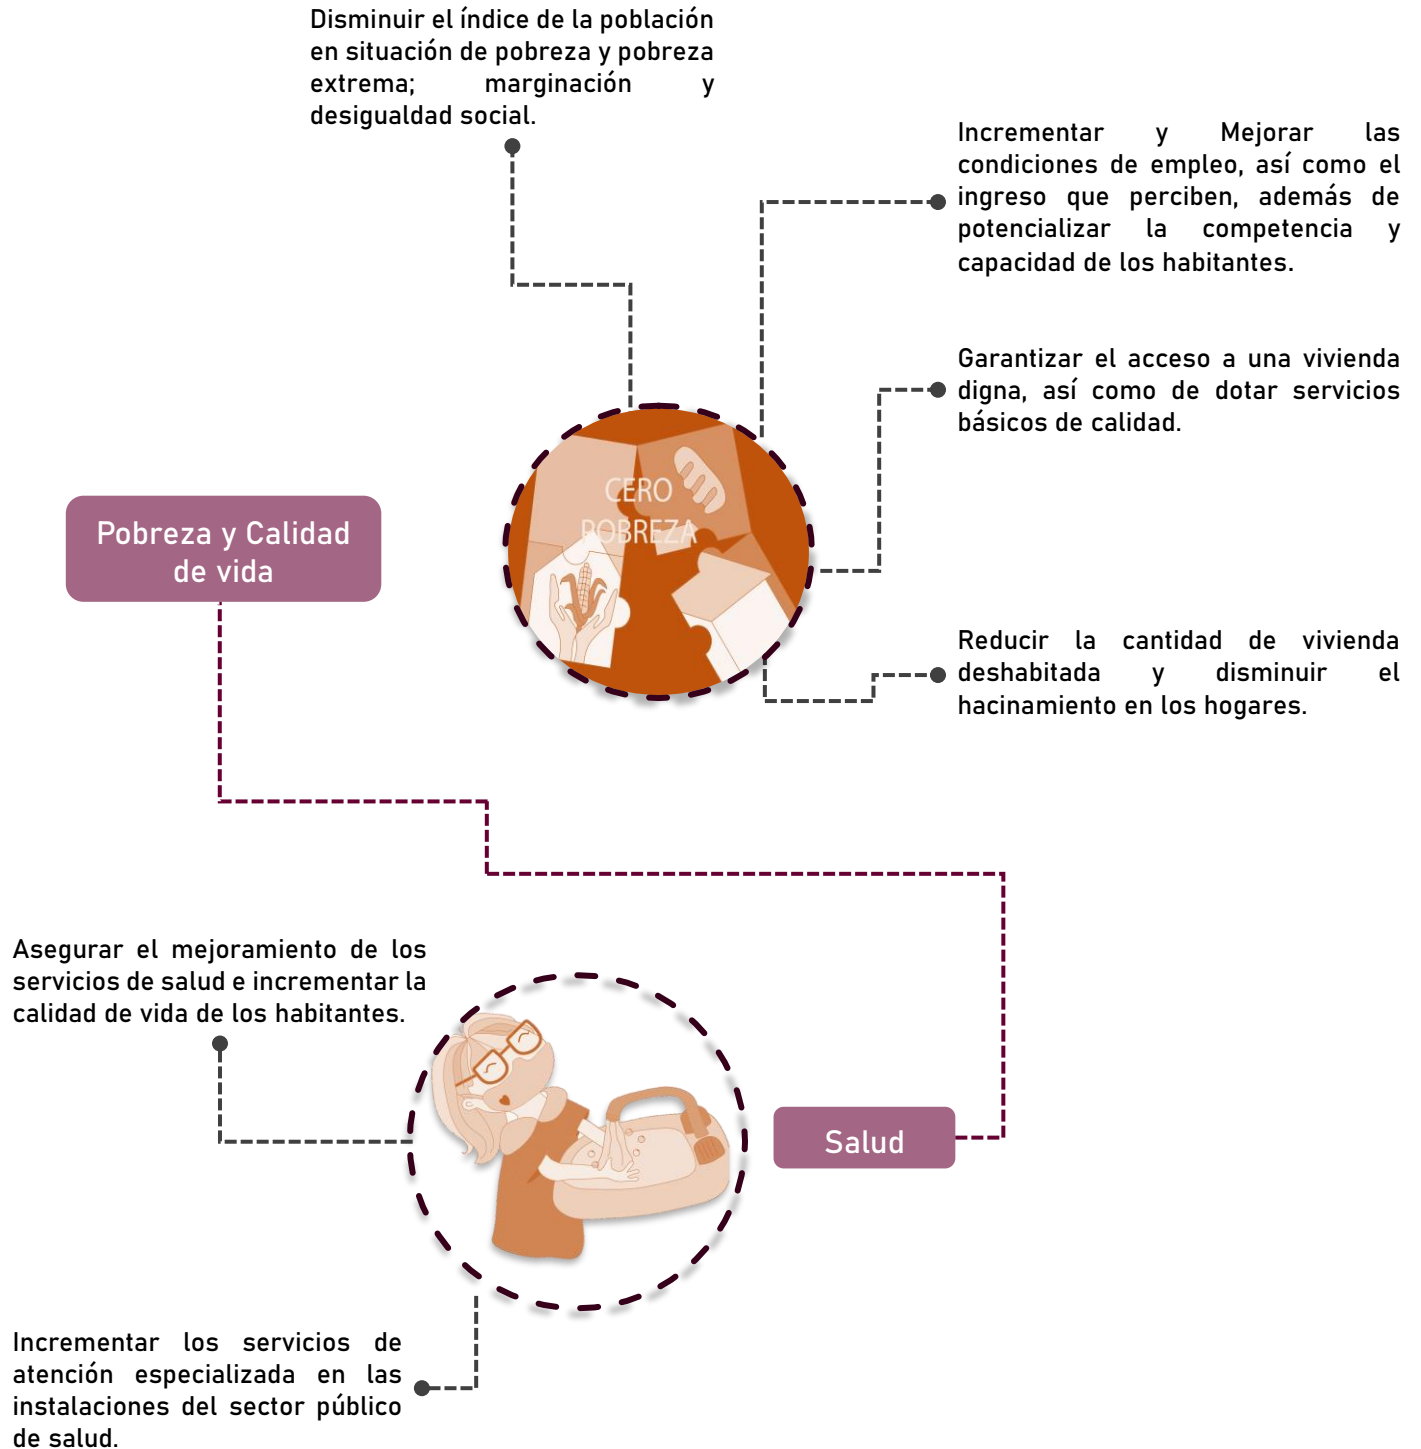 Disminuir el índice de la población
en situación de pobreza y pobreza
extrema; marginación y
desigualdad social.
Incrementar y Mejorar las
condiciones de empleo, así como el
ingreso que perciben, además de
potencializar la competencia y
capacidad de los habitantes.
Garantizar el acceso a una vivienda
digna, así como de dotar servicios
básicos de calidad.
CERO
POBREZA
Pobreza y Calidad
de vida
Reducir la cantidad de vivienda
deshabitada y disminuir el
hacinamiento en los hogares.
Asegurar el mejoramiento de los
servicios de salud e incrementar la
calidad de vida de los habitantes.
Salud
Incrementar los servicios de
atención especializada en las
instalaciones del sector público
de salud.